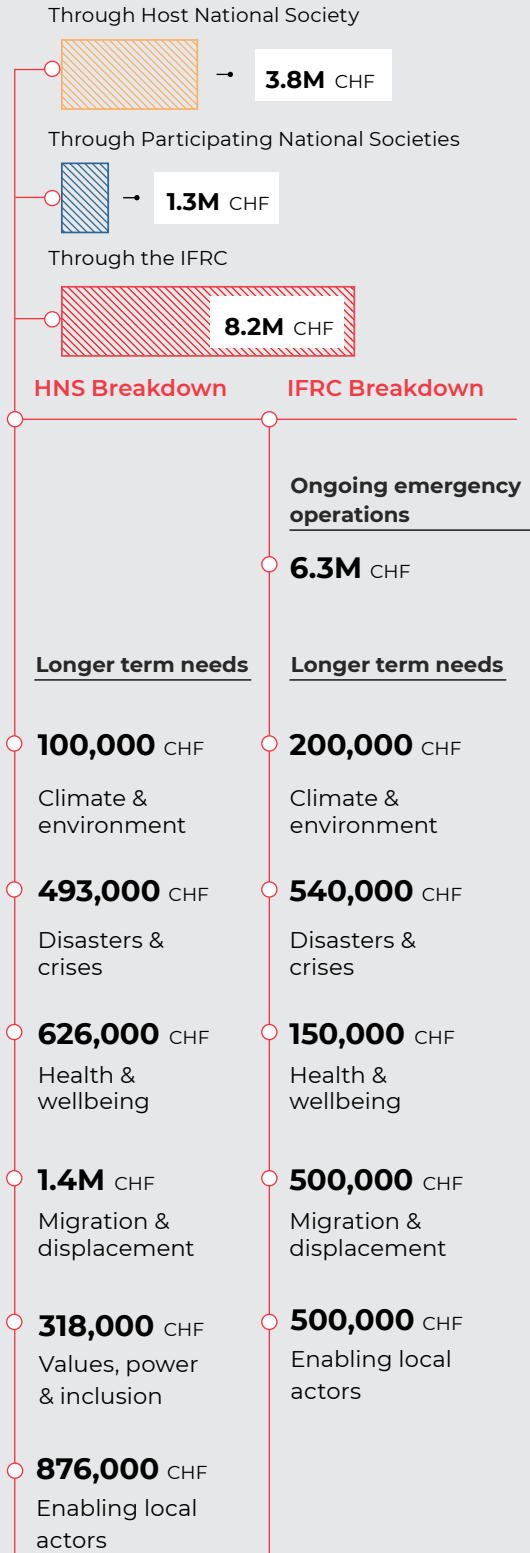 Through Host National Society
3.8M CHF
Through Participating National Societies
1.3M CHF
Through the IFRC
8.2M CHF
HNS Breakdown
IFRC Breakdown
Ongoing emergency
operations
6.3M CHF
Longer term needs
100,000 CHF
Climate &
environment
493,000 CHF
Disasters &
crises
626,000 CHF
Health &
wellbeing
1.4M CHF
Migration &
displacement
318,000 CHF
Values, power
& inclusion
876,000 CHF
Enabling local
actors
Longer term needs
200,000 CHF
Climate &
environment
540,000 CHF
Disasters &
crises
150,000 CHF
Health &
wellbeing
500,000 CHF
Migration &
displacement
500,000 CHF
Enabling local
actors